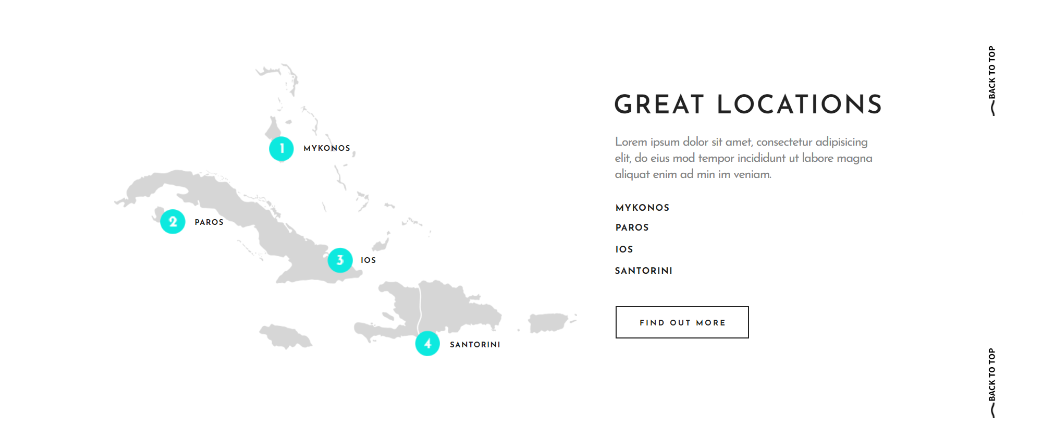 1 MYKONOS
2 PAROS
3 IOS
4 SANTORINI
GREAT LOCATIONS
Lorem ipsum dolor sit amet, consectetur adipisicing
elit, do eius mod tempor incididunt ut labore magna
aliquat enim ad min im veniam.
MYKONOS
PAROS
IOS
SANTORINI
FIND OUT MORE
BACK TO TOP
BACK TO TOP